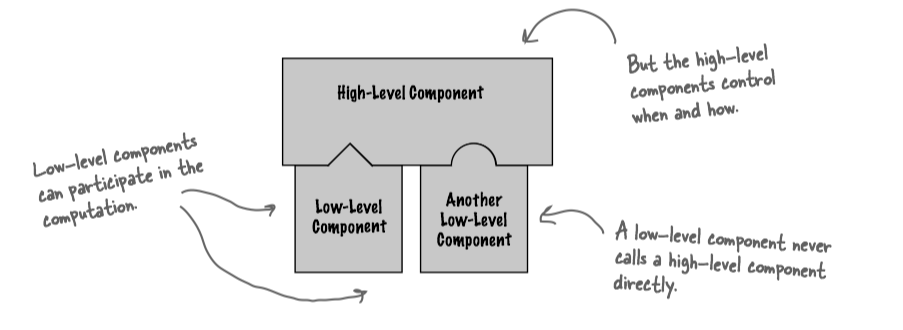 But the high-level
components control
when and how.
High-Level Component
Low-level components
can participate in the
computation.
Low-Level
Component
Another
Low-Level
Component
A low-level component never
calls a high-level component
directly.